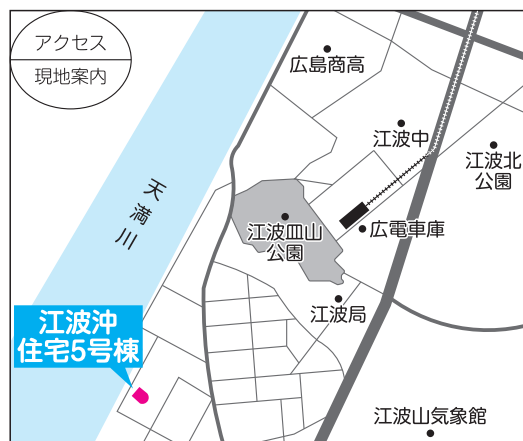 アクセス
現地案内
広島商高
江波中
江波北
公園
天満川
江波皿山
公園
広電車庫
江波局
江波沖
住宅5号棟
江波山気象館